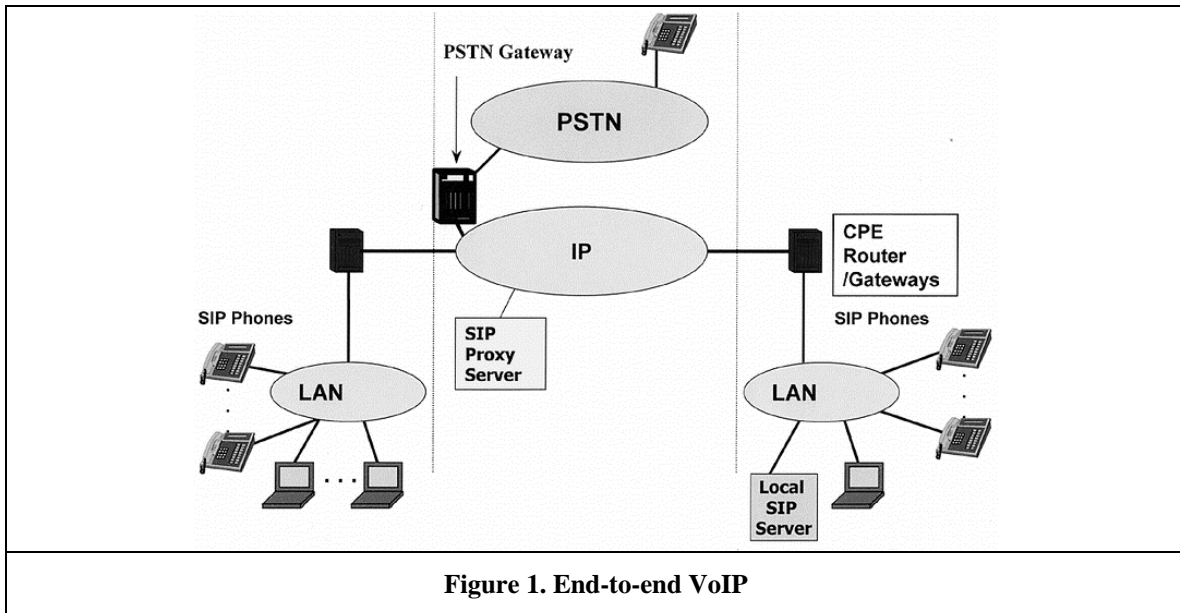 PSTN Gateway
PSTN
IP
CPE
Router
/Gateways
SIP Phones
SIP
Proxy
Server
SIP Phones
LAN
LAN
Local
SIP
Server
Figure 1. End-to-end VoIP